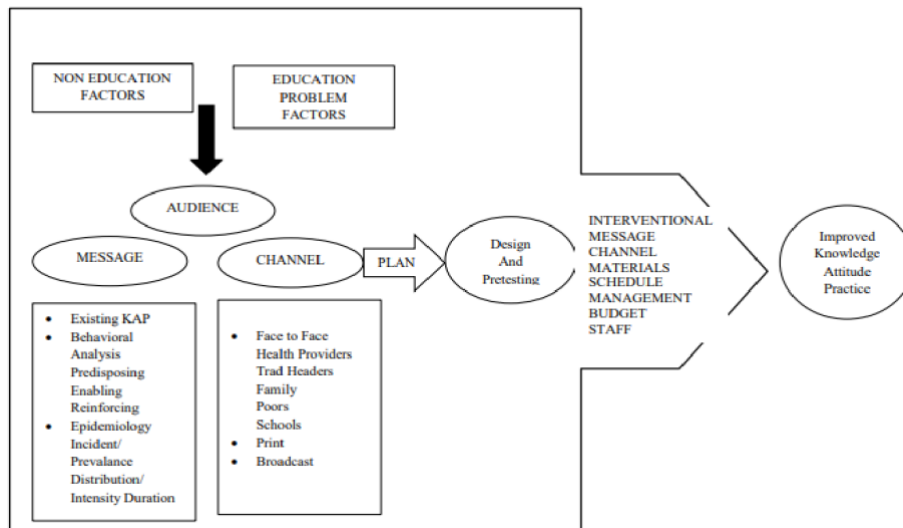 NON EDUCATION
FACTORS
EDUCATION
PROBLEM
FACTORS
AUDIENCE
MESSAGE
CHANNEL
PLAN
Design
And
Pretesting
INTERVENTIONAL
MESSAGE
CHANNEL
MATERIALS
SCHEDULE
MANAGEMENT
BUDGET
STAFF
Improved
Knowledge
Attitude
Practice
• Existing KAP
• Behavioral
Analysis
Predisposing
Enabling
Reinforcing
• Epidemiology
Incident/
Prevalance
Distribution/
Intensity Duration
• Face to Face
Health Providers
Trad Headers
Family
Poors
Schools
• Print
• Broadcast